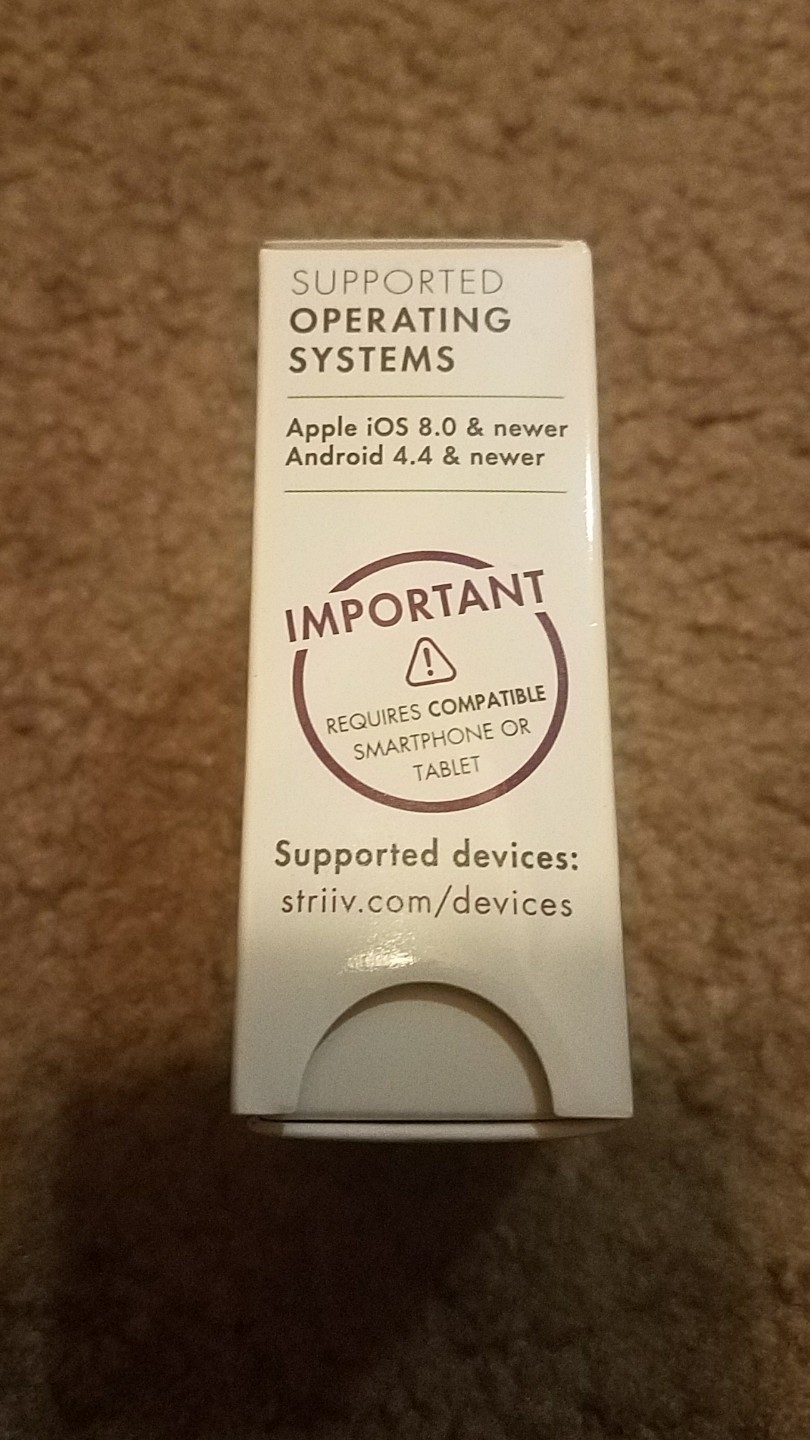 SUPPORTED
OPERATING
SYSTEMS
Apple iOS 8.0 & newer
Android 4.4 & newer
IMPORTANT
!
REQUIRES COMPATIBLE
SMARTPHONE OR
TABLET
Supported devices:
striiv.com/devices